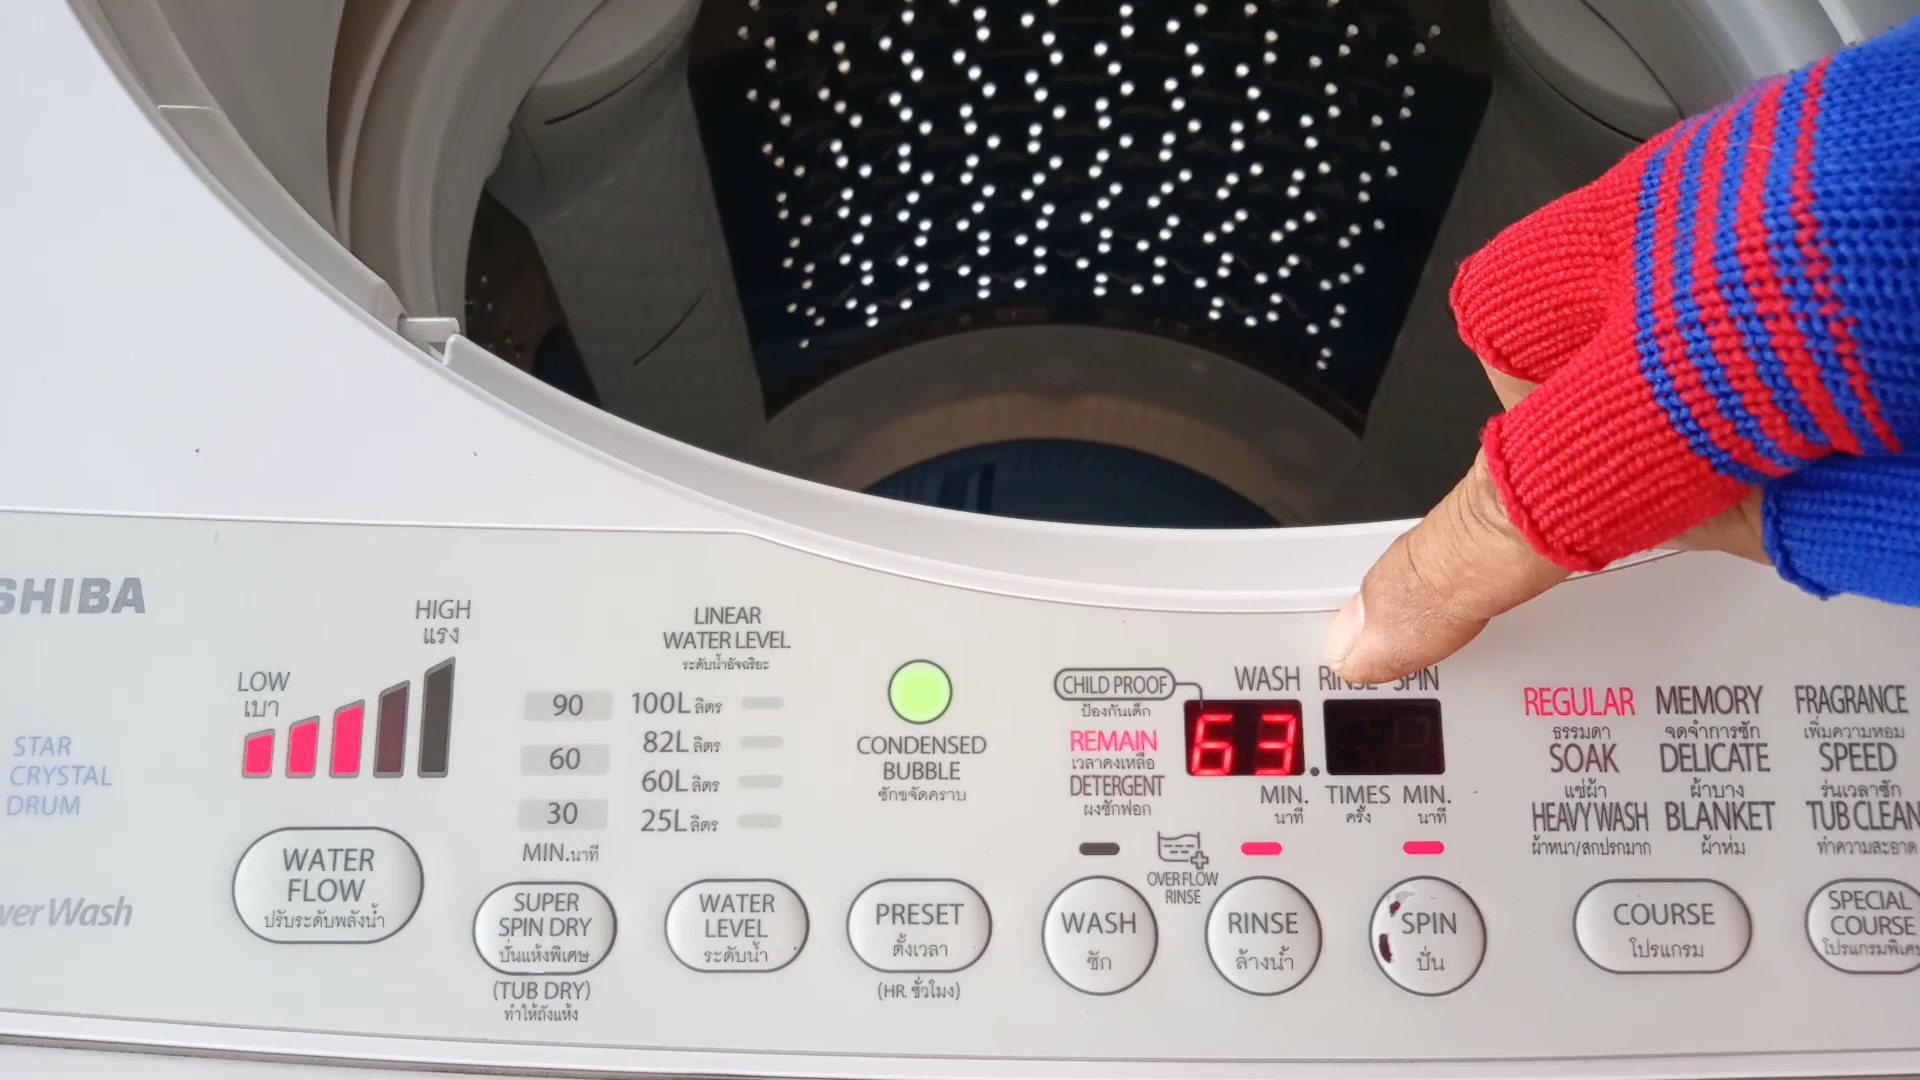 SHIBA
STAR
CRYSTAL
DRUM
werWash
LOW
เบา
HIGH
แรง
WATER
FLOW
ปรับระดับพลังน้ำ
90
60
30
MIN.นาที
SUPER
SPIN DRY
ปั่นแห้งพิเศษ
(TUB DRY)
ทำให้ถังแห้ง
LINEAR
WATER LEVEL
ระดับน้ำอัจฉริยะ
100L ลิตร
82L ลิตร
60L ลิตร
25L ลิตร
WATER
LEVEL
ระดับน้ำ
CONDENSED
BUBBLE
ซักขจัดคราบ
PRESET
ตั้งเวลา
(HR. ชั่วโมง)
CHILD PROOF
ป้องกันเด็ก
REMAIN
เวลาคงเหลือ
DETERGENT
ผงซักฟอก
WASH RINSE SPIN
63
MIN. TIMES MIN.
นาที ครั้ง นาที
OVER FLOW
RINSE
WASH
ซัก
RINSE
ล้างน้ำ
SPIN
ปั่น
REGULAR MEMORY FRAGRANCE
ธรรมดา จดจำการซัก เพิ่มความหอม
SOAK DELICATE SPEED
แช่ผ้า ผ้าบาง ร่นเวลาซัก
HEAVY WASH BLANKET TUB CLEAN
ผ้าหนา/สกปรกมาก ผ้าห่ม ทำความสะอาด
COURSE
โปรแกรม
SPECIAL
COURSE
โปรแกรมพิเศ